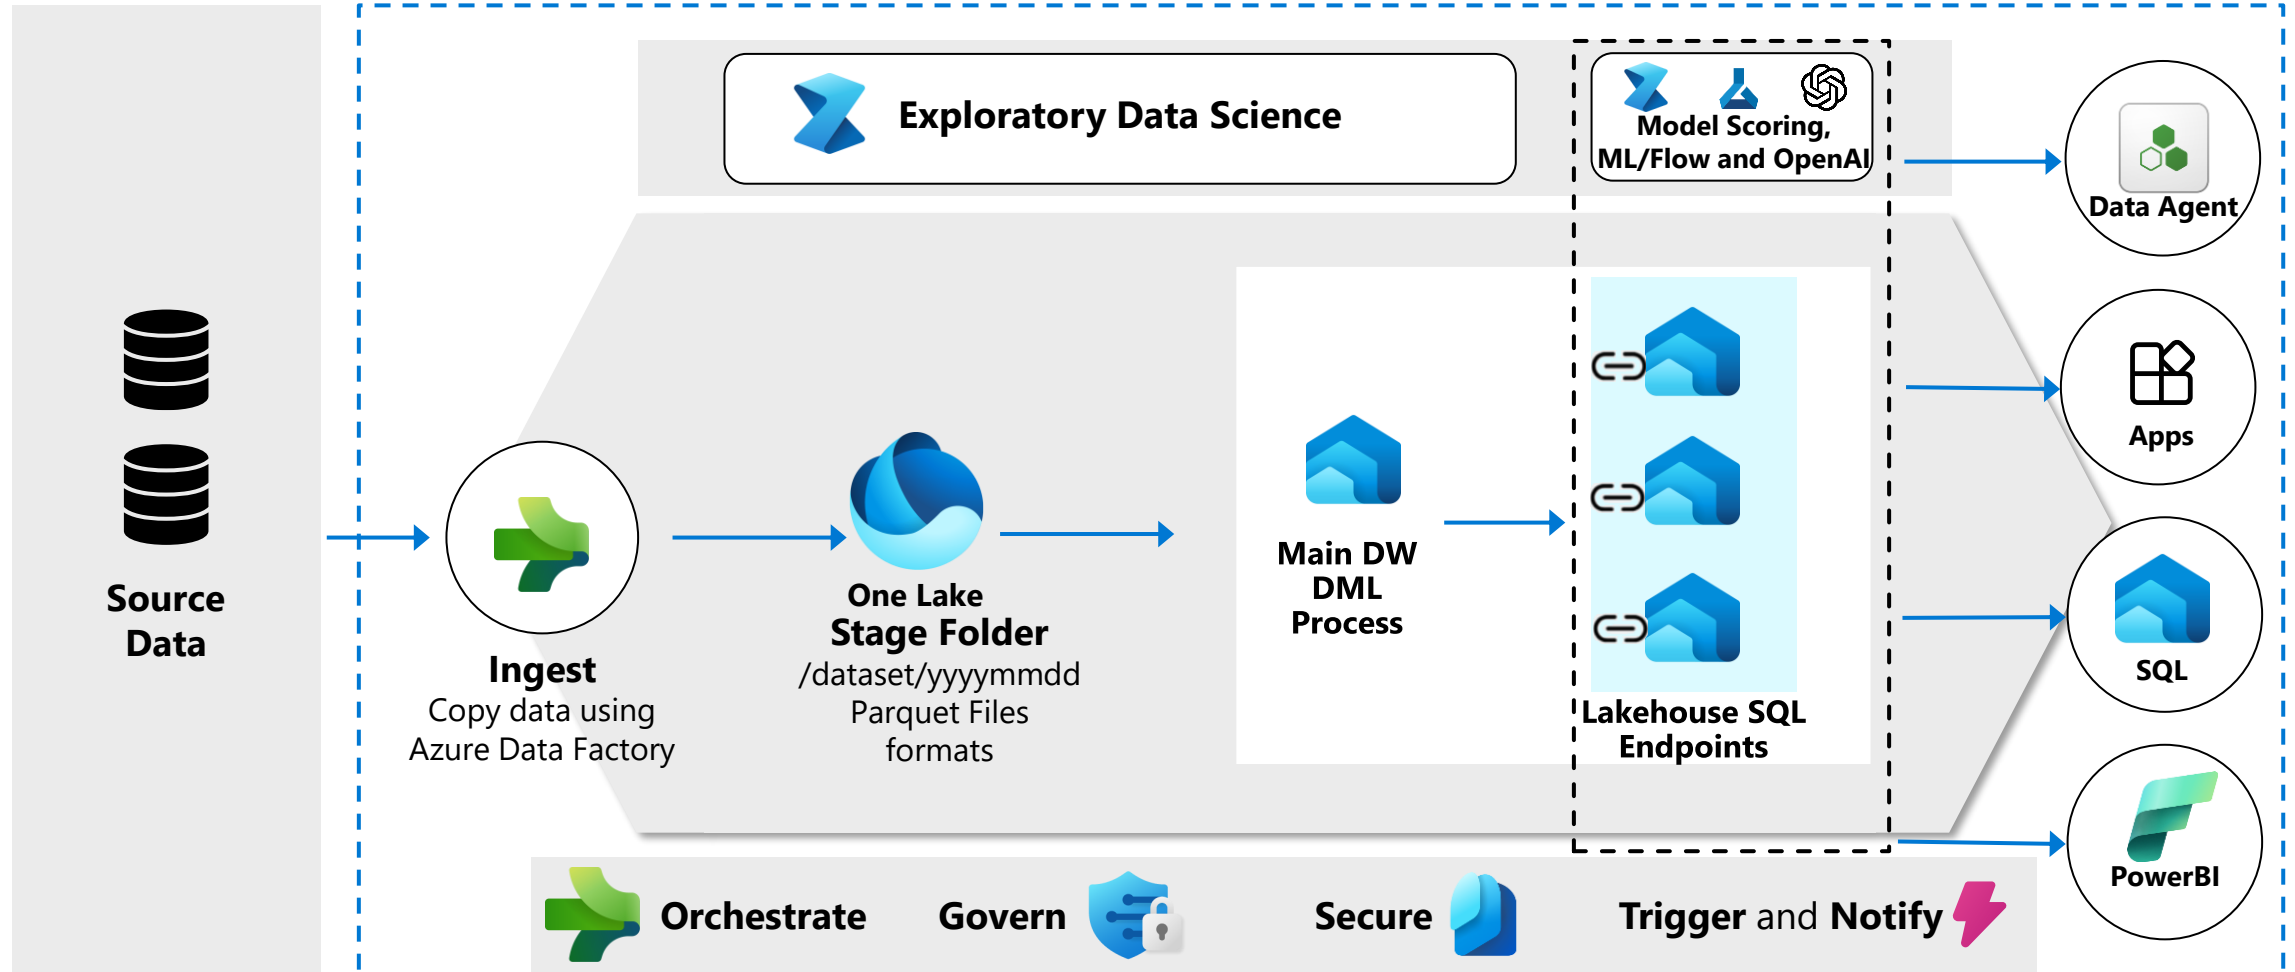 Exploratory Data Science
Model Scoring,
ML/Flow and OpenAI
Data Agent
Source
Data
Ingest
Copy data using
Azure Data Factory
One Lake
Stage Folder
/dataset/yyyymmdd
Parquet Files
formats
Main DW
DML
Process
Lakehouse SQL
Endpoints
Apps
SQL
PowerBI
Orchestrate
Govern
Secure
Trigger and Notify